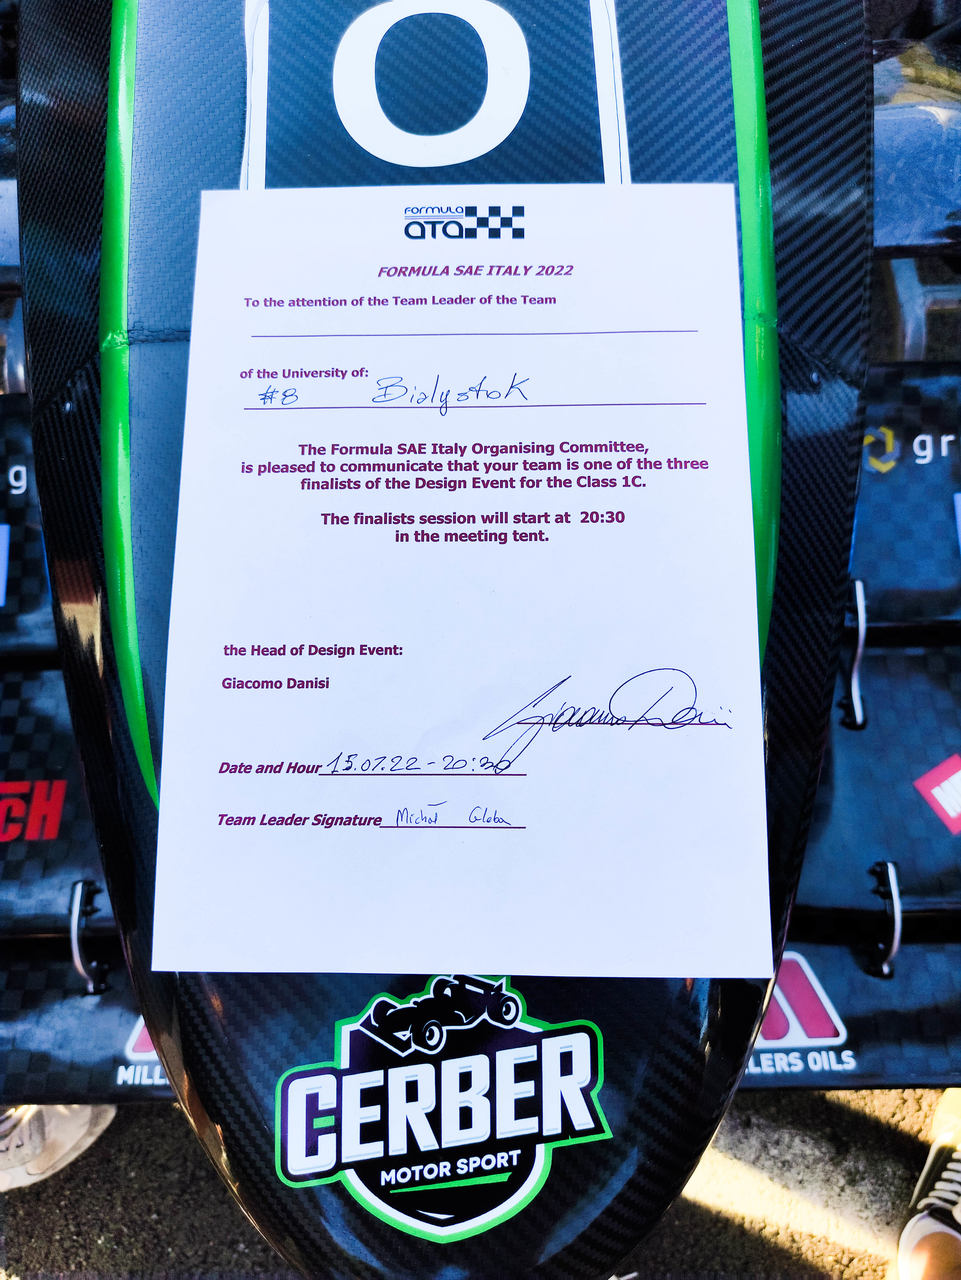 8
FORMULA
ATA
FORMULA SAE ITALY 2022
To the attention of the Team Leader of the Team
of the University of:
#8 Bialystok
The Formula SAE Italy Organising Committee,
is pleased to communicate that your team is one of the three
finalists of the Design Event for the Class 1C.
The finalists session will start at 20:30
in the meeting tent.
the Head of Design Event:
Giacomo Danisi
Date and Hour 15.07.22 - 20:30
Team Leader Signature Michał
g
gr
CH
MILL
LERS OILS
CERBER
MOTOR SPORT